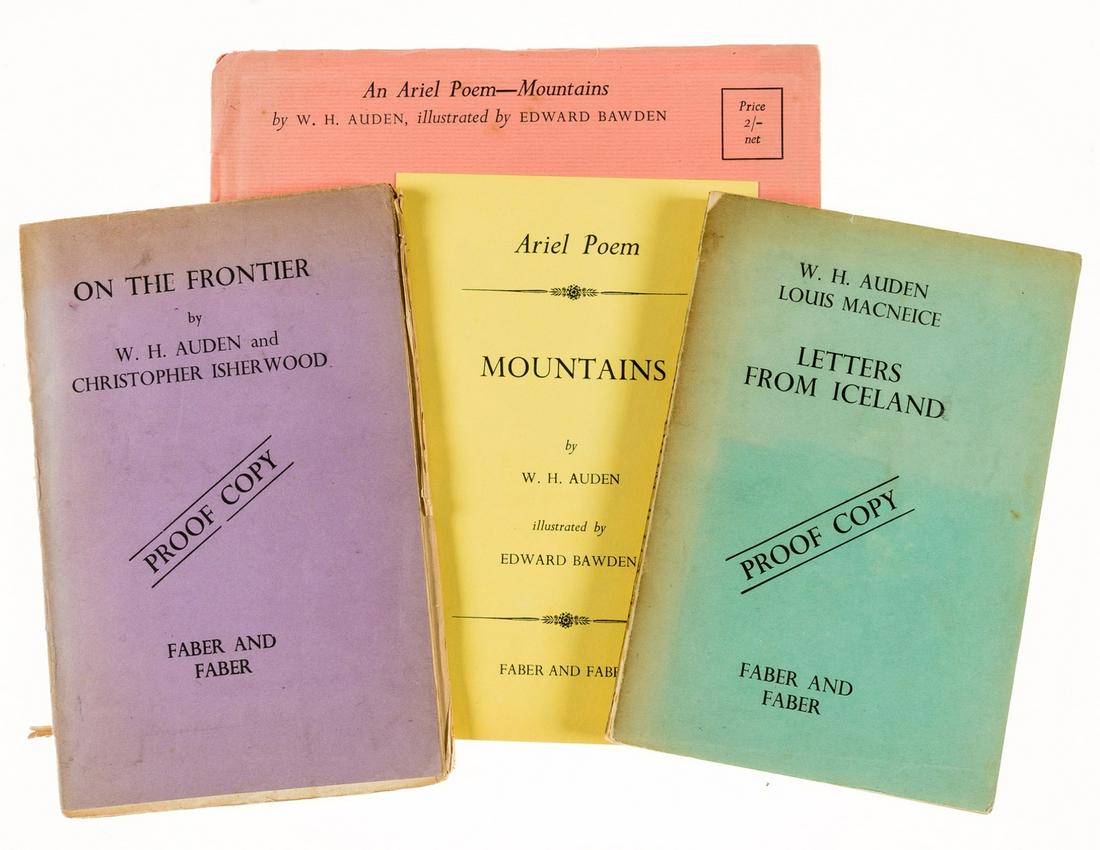 An Ariel Poem—Mountains
by W. H. AUDEN, illustrated by EDWARD BAWDEN
Price
2/-
net
ON THE FRONTIER
by
W. H. AUDEN and
CHRISTOPHER ISHERWOOD
PROOF COPY
FABER AND
FABER
Ariel Poem
MOUNTAINS
by
W. H. AUDEN
illustrated by
EDWARD BAWDEN
FABER AND FABE
W. H. AUDEN
LOUIS MACNEICE
LETTERS
FROM ICELAND
PROOF COPY
FABER AND
FABER